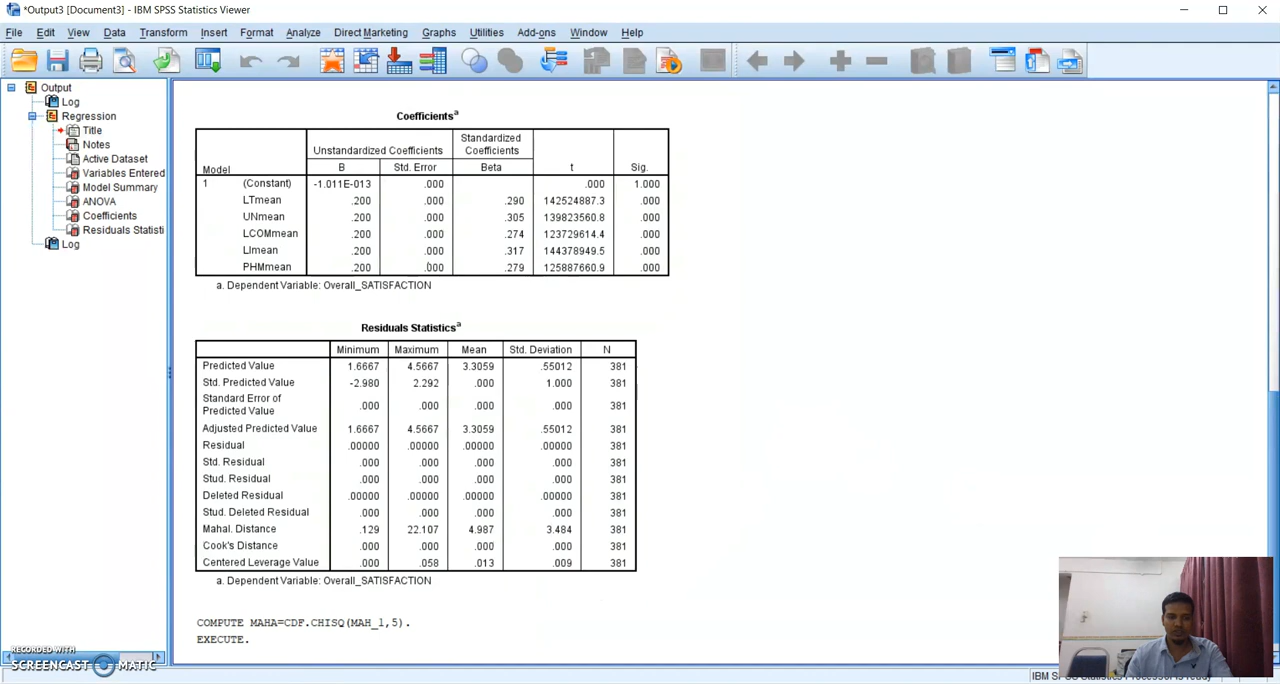 *Output3 [Document3] - IBM SPSS Statistics Viewer
File Edit View Data Transform Insert Format Analyze Direct Marketing Graphs Utilities Add-ons Window Help
Output
Log
Regression
Title
Notes
Active Dataset
Variables Entered
Model Summary
ANOVA
Coefficients
Residuals Statisti
Log
Coefficientsa
Model Unstandardized Coefficients Standardized Coefficients t Sig.
B Std. Error Beta
1 (Constant) -1.011E-013 .000 .000 1.000
LTmean .200 .000 .290 142524887.3 .000
UNmean .200 .000 .305 139823560.8 .000
LCOMmean .200 .000 .274 123729614.4 .000
LImean .200 .000 .317 144378949.5 .000
PHMmean .200 .000 .279 125887660.9 .000
a. Dependent Variable: Overall_SATISFACTION
Residuals Statisticsa
Minimum Maximum Mean Std. Deviation N
Predicted Value 1.6667 4.5667 3.3059 .55012 381
Std. Predicted Value -2.980 2.292 .000 1.000 381
Standard Error of Predicted Value .000 .000 .000 .000 381
Adjusted Predicted Value 1.6667 4.5667 3.3059 .55012 381
Residual .00000 .00000 .00000 .00000 381
Std. Residual .000 .000 .000 .000 381
Stud. Residual .000 .000 .000 .000 381
Deleted Residual .00000 .00000 .00000 .00000 381
Stud. Deleted Residual .000 .000 .000 .000 381
Mahal. Distance .129 22.107 4.987 3.484 381
Cook's Distance .000 .000 .000 .000 381
Centered Leverage Value .000 .058 .013 .009 381
a. Dependent Variable: Overall_SATISFACTION
COMPUTE MAHA=CDF.CHISQ(MAH_1,5).
EXECUTE.
RECORDED WITH
SCREENCAST MATIC
IBM SPSS Statistics Processor is ready